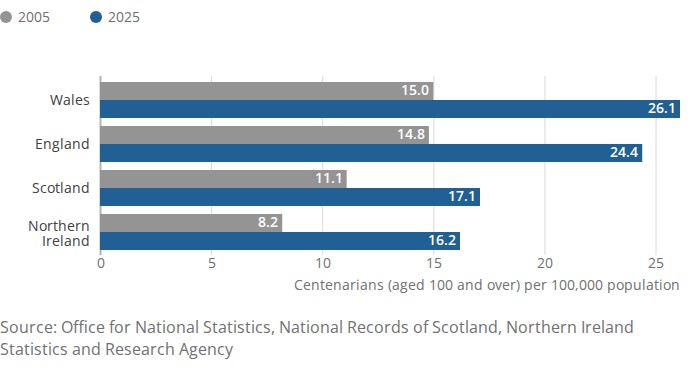 2005 2025
Wales 15.0
26.1
England 14.8
24.4
Scotland 11.1
17.1
Northern
Ireland 8.2
16.2
0 5 10 15 20 25
Centenarians (aged 100 and over) per 100,000 population
Source: Office for National Statistics, National Records of Scotland, Northern Ireland
Statistics and Research Agency